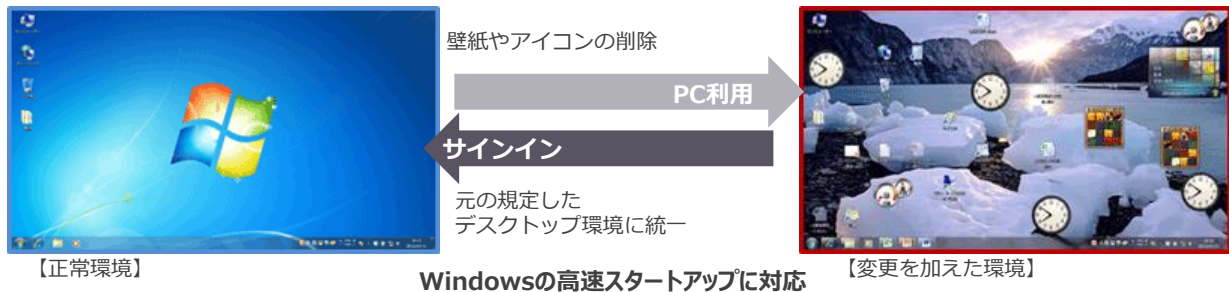 壁紙やアイコンの削除
PC利用
サインイン
元の規定した
デスクトップ環境に統一
【正常環境】
【変更を加えた環境】
Windowsの高速スタートアップに対応